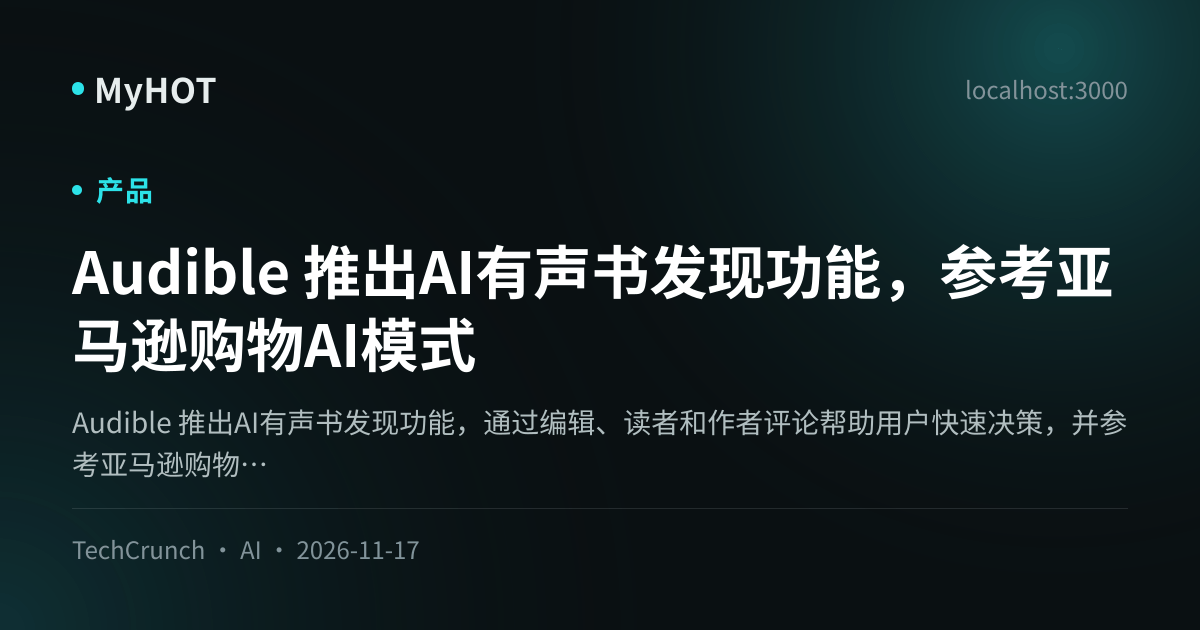 MyHOT
localhost:3000
产品
Audible 推出AI有声书发现功能，参考亚
马逊购物AI模式
Audible 推出AI有声书发现功能，通过编辑、读者和作者评论帮助用户快速决策，并参
考亚马逊购物…
TechCrunch • AI • 2026-11-17